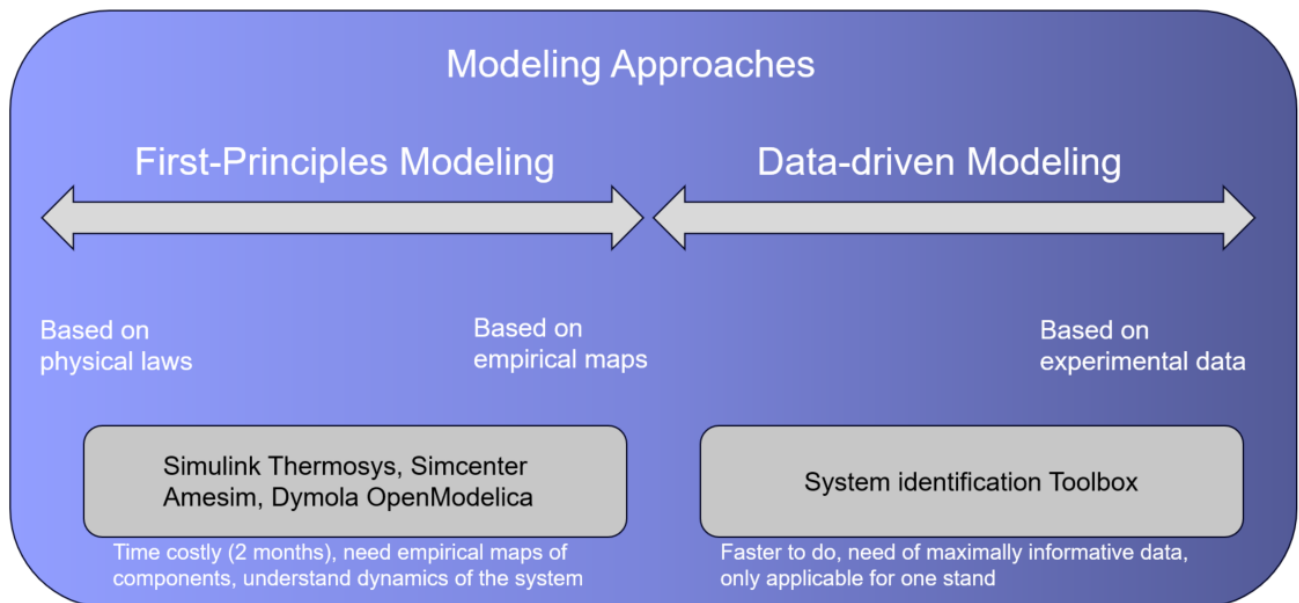 Modeling Approaches
First-Principles Modeling
Data-driven Modeling
Based on
physical laws
Based on
empirical maps
Based on
experimental data
Simulink Thermosys, Simcenter
Amesim, Dymola OpenModelica
System identification Toolbox
Time costly (2 months), need empirical maps of
components, understand dynamics of the system
Faster to do, need of maximally informative data,
only applicable for one stand